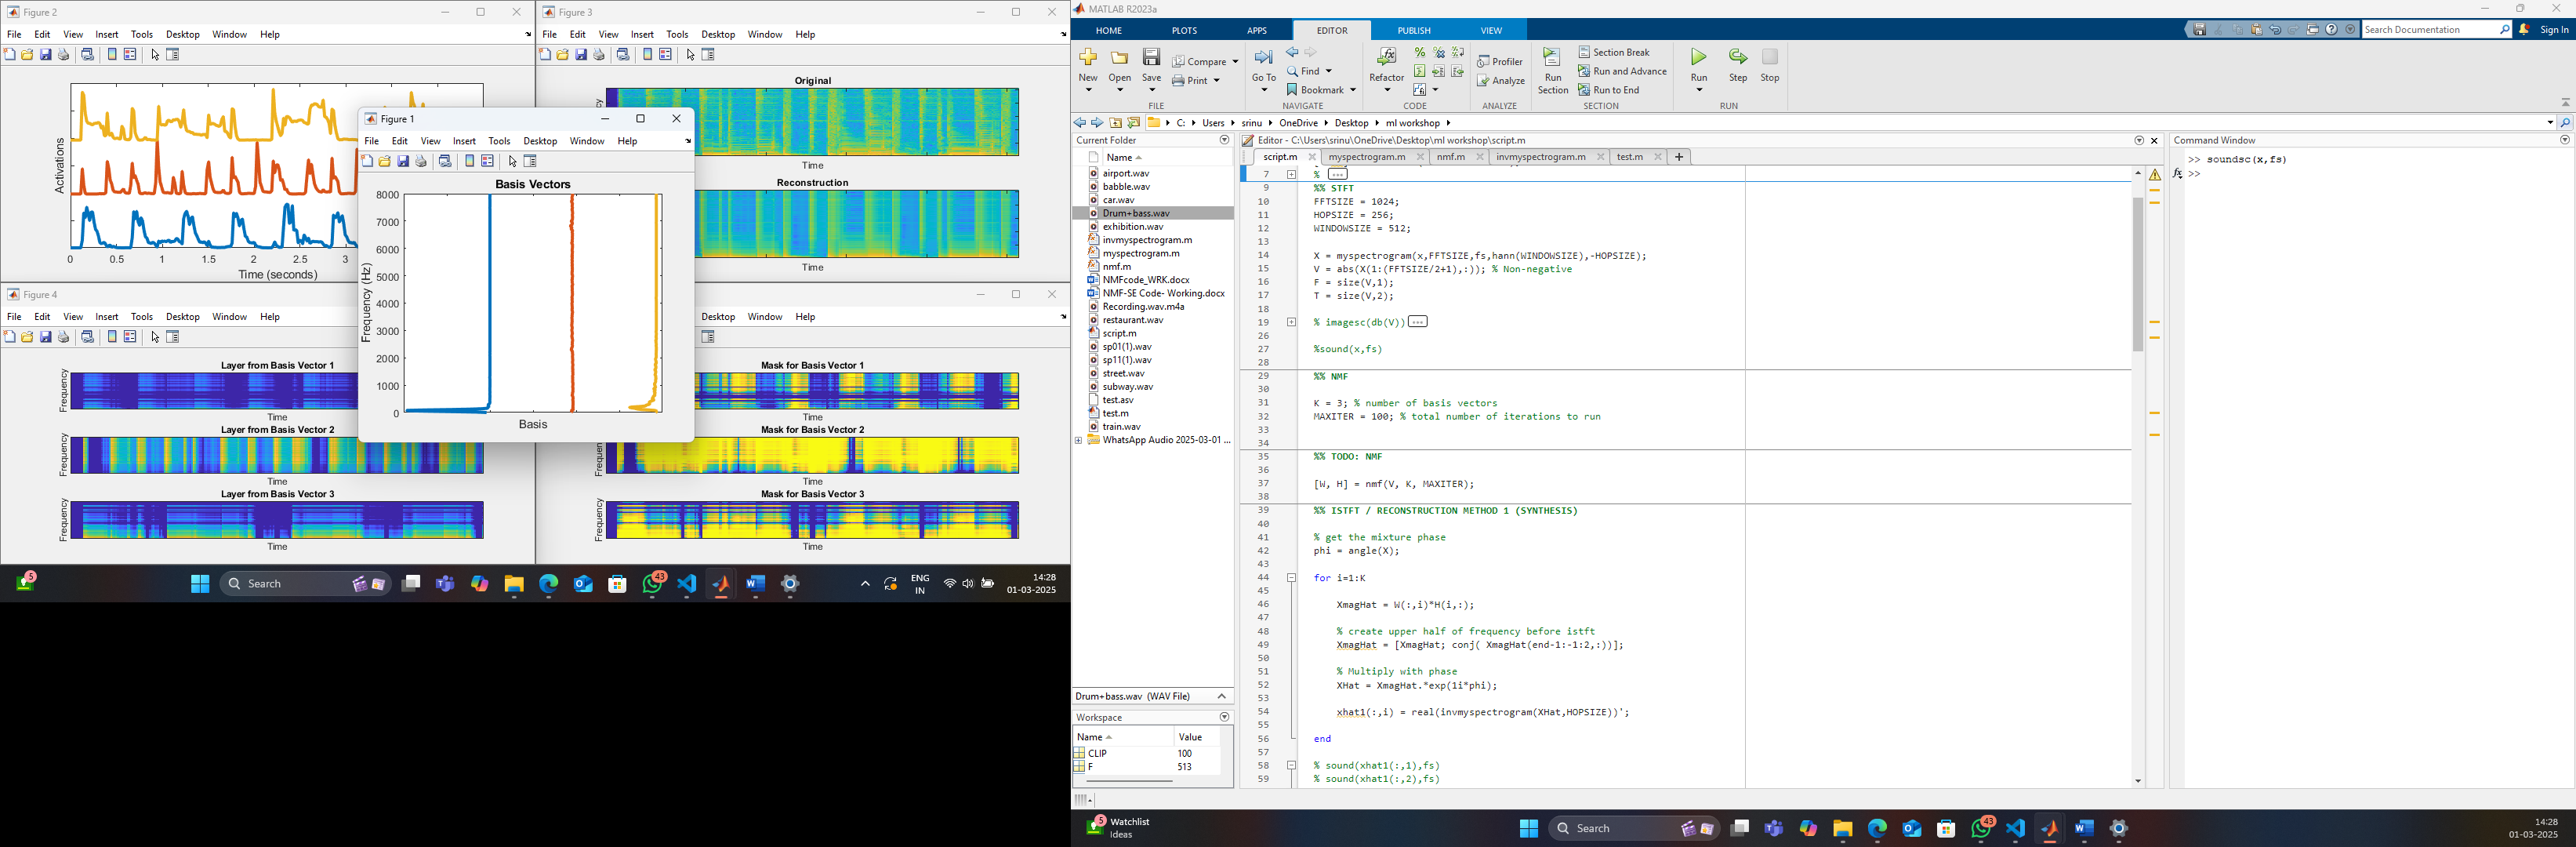 Figure 2
File Edit View Insert Tools Desktop Window Help
Activations
0 0.5 1 1.5 2 2.5 3
Time (seconds)
Figure 3
File Edit View Insert Tools Desktop Window Help
Original
Time
Reconstruction
Time
Figure 1
File Edit View Insert Tools Desktop Window Help
Basis Vectors
8000
7000
6000
5000
4000
3000
2000
1000
0
Frequency (Hz)
Basis
Figure 4
File Edit View Insert Tools Desktop Window Help
Layer from Basis Vector 1
Frequency
Time
Layer from Basis Vector 2
Frequency
Time
Layer from Basis Vector 3
Frequency
Time
Desktop Window Help
Mask for Basis Vector 1
Time
Mask for Basis Vector 2
Frequency
Time
Mask for Basis Vector 3
Frequency
Time
5
Search
43
ENG
IN
14:28
01-03-2025
MATLAB R2023a
HOME PLOTS APPS EDITOR PUBLISH VIEW
Search Documentation
Sign In
New Open Save Compare Print
Go To Find Bookmark
Refactor
Profiler
Analyze
Run Section
Section Break
Run and Advance
Run to End
Run Step Stop
FILE NAVIGATE CODE ANALYZE SECTION RUN
C: Users srinu OneDrive Desktop ml workshop
Current Folder
Name
airport.wav
babble.wav
car.wav
Drum+bass.wav
exhibition.wav
invmyspectrogram.m
myspectrogram.m
nmf.m
NMFcode_WRK.docx
NMF-SE Code- Working.docx
Recording.wav.m4a
restaurant.wav
script.m
sp01(1).wav
sp11(1).wav
street.wav
subway.wav
test.asv
test.m
train.wav
WhatsApp Audio 2025-03-01 ...
Drum+bass.wav (WAV File)
Workspace
Name Value
CLIP 100
F 513
Editor - C:\Users\srinu\OneDrive\Desktop\ml workshop\script.m
script.m myspectrogram.m nmf.m invmyspectrogram.m test.m
7 % ...
9 %% STFT
10 FFTSIZE = 1024;
11 HOPSIZE = 256;
12 WINDOWSIZE = 512;
13
14 X = myspectrogram(x,FFTSIZE,fs,hann(WINDOWSIZE),-HOPSIZE);
15 V = abs(X(1:(FFTSIZE/2+1),:)); % Non-negative
16 F = size(V,1);
17 T = size(V,2);
18
19 % imagesc(db(V)) ...
26
27 %sound(x,fs)
28
29 %% NMF
30
31 K = 3; % number of basis vectors
32 MAXITER = 100; % total number of iterations to run
33
34
35 %% TODO: NMF
36
37 [W, H] = nmf(V, K, MAXITER);
38
39 %% ISTFT / RECONSTRUCTION METHOD 1 (SYNTHESIS)
40
41 % get the mixture phase
42 phi = angle(X);
43
44 for i=1:K
45
46 XmagHat = W(:,i)*H(i,:);
47
48 % create upper half of frequency before istft
49 XmagHat = [XmagHat; conj( XmagHat(end-1:-1:2,:))];
50
51 % Multiply with phase
52 XHat = XmagHat.*exp(1i*phi);
53
54 xhat1(:,i) = real(invmyspectrogram(XHat,HOPSIZE))';
55
56 end
57
58 % sound(xhat1(:,1),fs)
59 % sound(xhat1(:,2),fs)
Command Window
>> soundsc(x,fs)
fx >>
5
Watchlist
Ideas
Search
43
14:28
01-03-2025